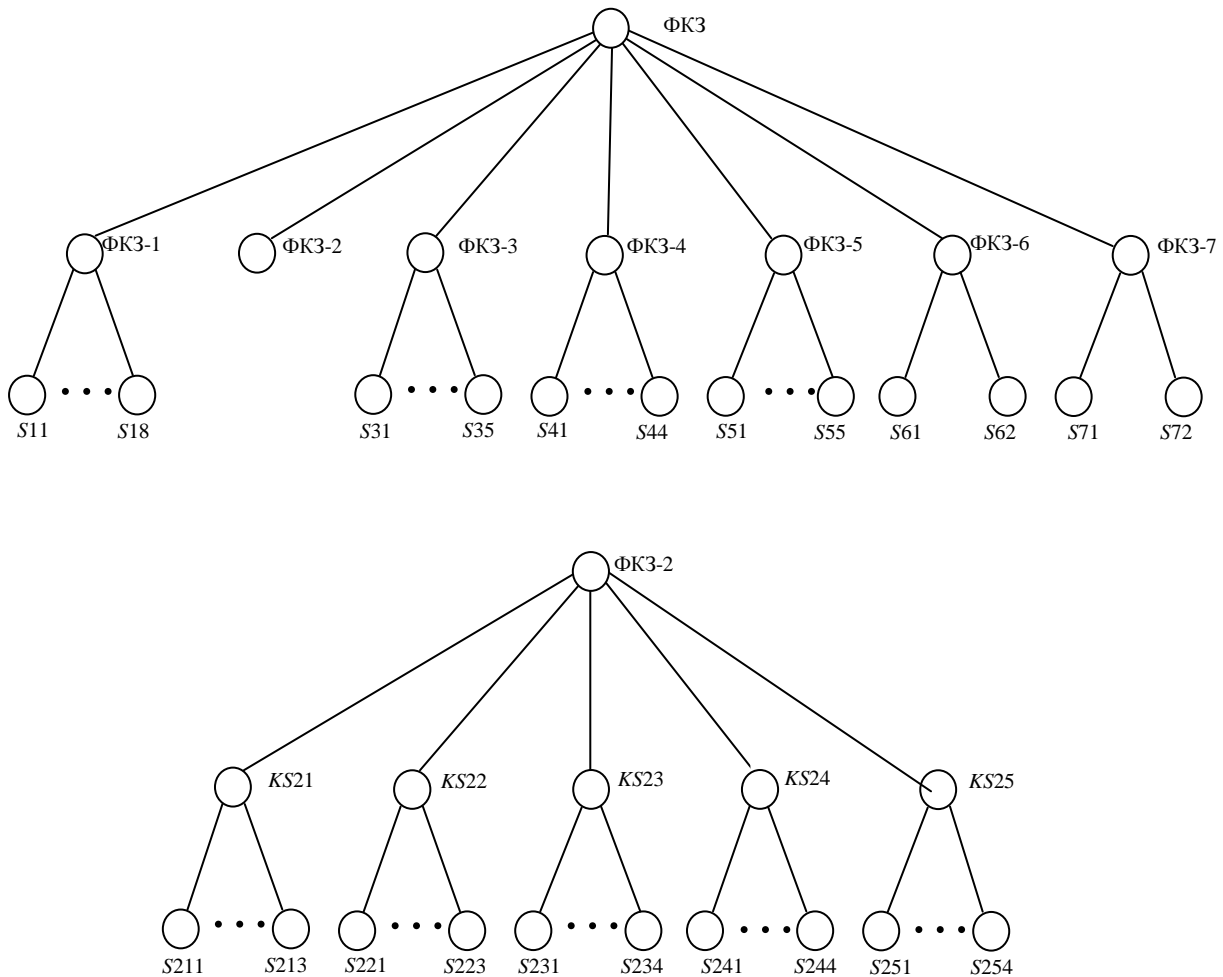 ФКЗ
ФКЗ-1 ФКЗ-2 ФКЗ-3 ФКЗ-4 ФКЗ-5 ФКЗ-6 ФКЗ-7
S11 S18 S31 S35 S41 S44 S51 S55 S61 S62 S71 S72
ФКЗ-2
KS21 KS22 KS23 KS24 KS25
S211 S213 S221 S223 S231 S234 S241 S244 S251 S254